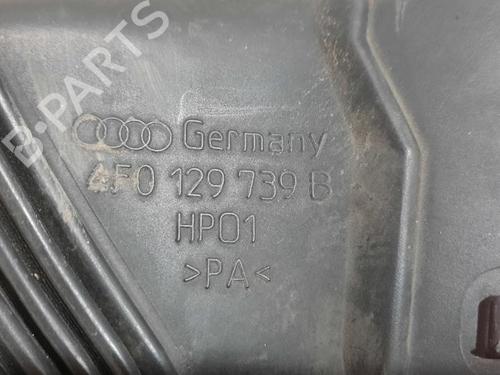 B-PARTS
Germany
4F0 129 739 B
HP01
>PA<